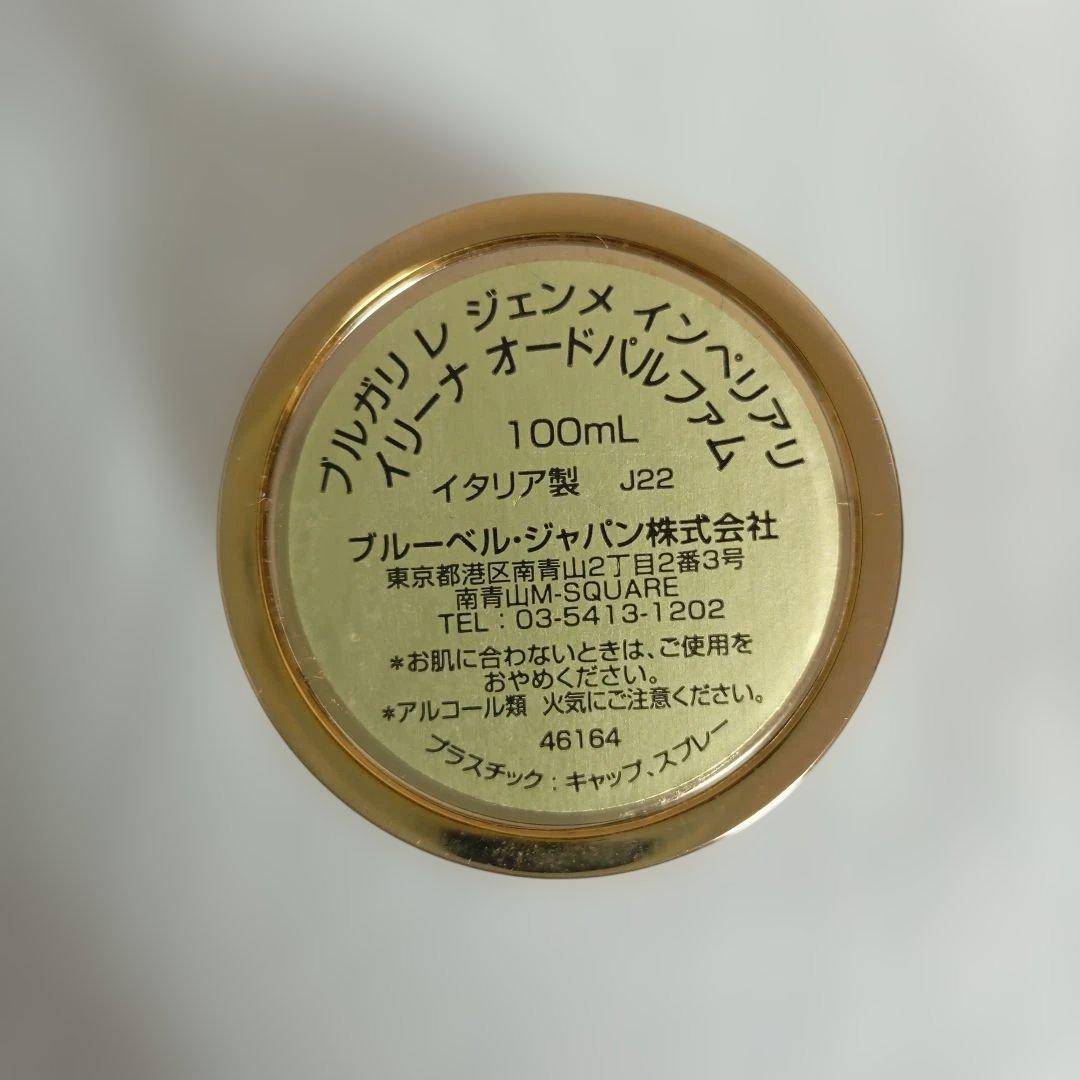 ブルガリ レ ジェンメ インペリアリ
イリーナ オードパルファム
100mL
イタリア製 J22
ブルーベル・ジャパン株式会社
東京都港区南青山2丁目2番3号
南青山M-SQUARE
TEL : 03-5413-1202
*お肌に合わないときは、ご使用を
おやめください。
*アルコール類 火気にご注意ください。
46164
プラスチック : キャップ、スプレー